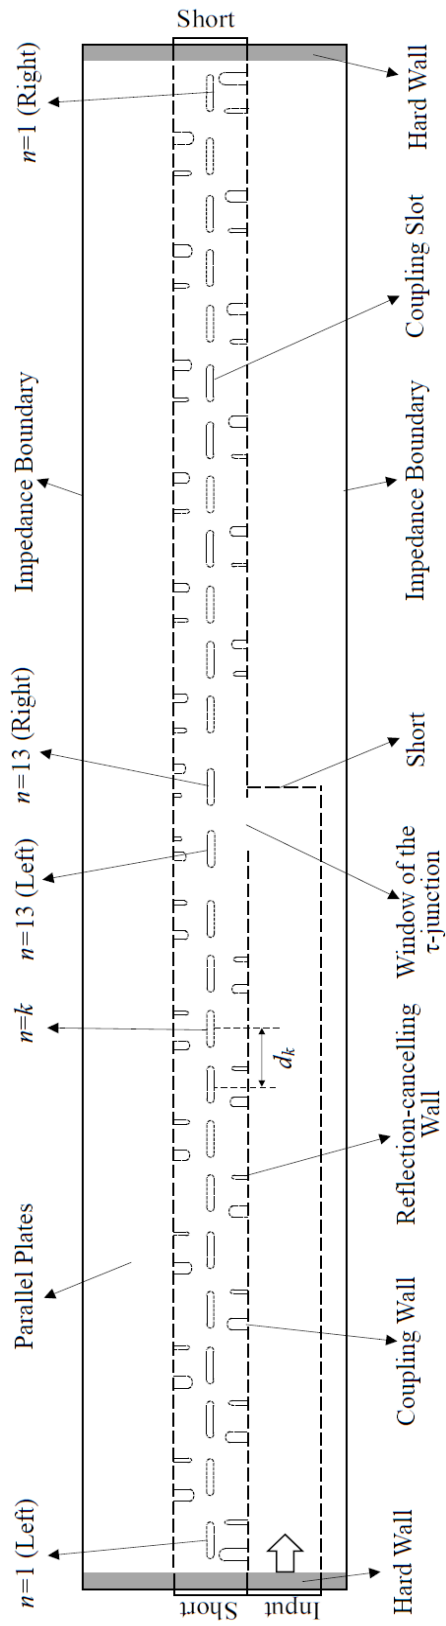 Short
n=1 (Right)
Hard Wall
Coupling Slot
Impedance Boundary
Impedance Boundary
n=13 (Right)
Short
n=13 (Left)
Window of the
τ-junction
n=k
dk
Reflection-cancelling
Wall
Parallel Plates
Coupling Wall
n=1 (Left)
Hard Wall
Short
Input